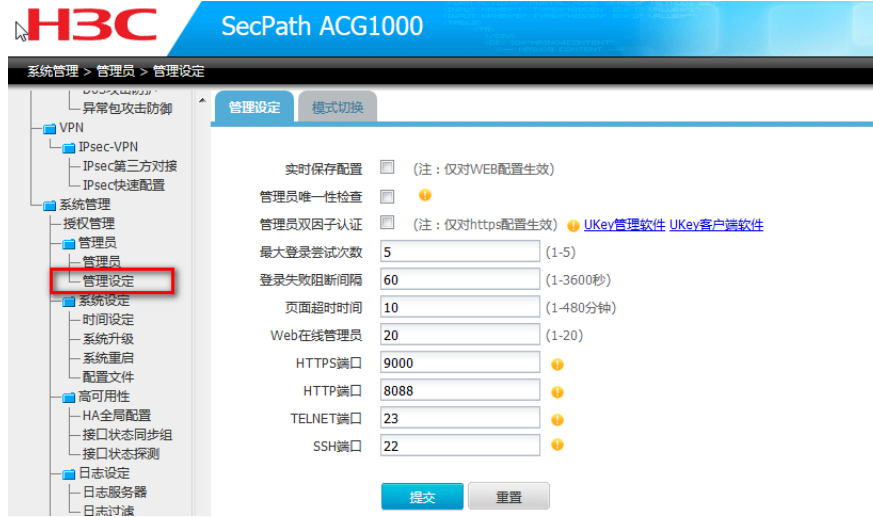 H3C
SecPath ACG1000
系统管理 > 管理员 > 管理设定
异常包攻击防御
VPN
IPsec-VPN
IPsec第三方对接
IPsec快速配置
系统管理
授权管理
管理员
管理员
管理设定
系统设定
时间设定
系统升级
系统重启
配置文件
高可用性
HA全局配置
接口状态同步组
接口状态探测
日志设定
日志服务器
日志过滤
管理设定 模式切换
实时保存配置 (注：仅对WEB配置生效)
管理员唯一性检查
管理员双因子认证 (注：仅对https配置生效) UKey管理软件 UKey客户端软件
最大登录尝试次数 5 (1-5)
登录失败阻断间隔 60 (1-3600秒)
页面超时时间 10 (1-480分钟)
Web在线管理员 20 (1-20)
HTTPS端口 9000
HTTP端口 8088
TELNET端口 23
SSH端口 22
提交 重置